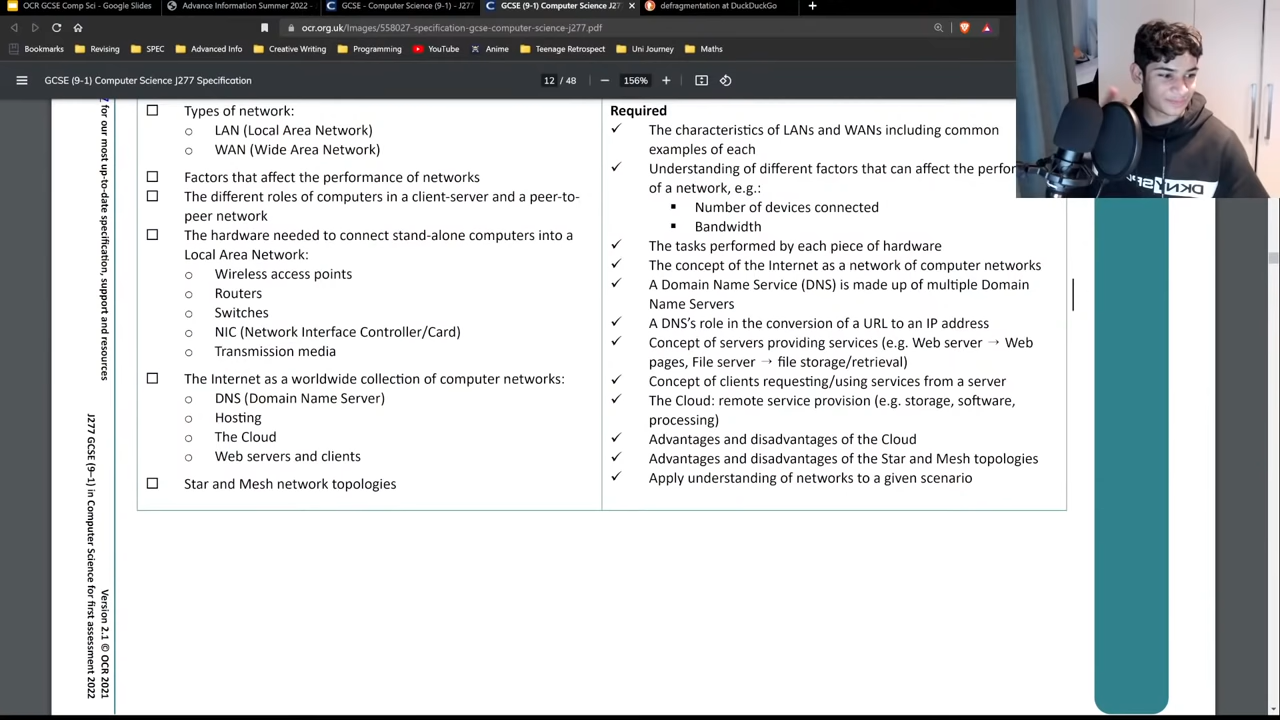 OCR GCSE Comp Sci - Google Slides
Advance Information Summer 2022 -
GCSE - Computer Science (9-1) - J277
GCSE (9-1) Computer Science J277
defragmentation at DuckDuckGo
ocr.org.uk/Images/558027-specification-gcse-computer-science-j277.pdf
Bookmarks Revising SPEC Advanced Info Creative Writing Programming YouTube Anime Teenage Retrospect Uni Journey Maths
GCSE (9-1) Computer Science J277 Specification
12 / 48
156%
Types of network:
LAN (Local Area Network)
WAN (Wide Area Network)
Factors that affect the performance of networks
The different roles of computers in a client-server and a peer-to-
peer network
The hardware needed to connect stand-alone computers into a
Local Area Network:
Wireless access points
Routers
Switches
NIC (Network Interface Controller/Card)
Transmission media
The Internet as a worldwide collection of computer networks:
DNS (Domain Name Server)
Hosting
The Cloud
Web servers and clients
Star and Mesh network topologies
Required
The characteristics of LANs and WANs including common
examples of each
Understanding of different factors that can affect the perfor
of a network, e.g.:
Number of devices connected
Bandwidth
The tasks performed by each piece of hardware
The concept of the Internet as a network of computer networks
A Domain Name Service (DNS) is made up of multiple Domain
Name Servers
A DNS's role in the conversion of a URL to an IP address
Concept of servers providing services (e.g. Web server → Web
pages, File server → file storage/retrieval)
Concept of clients requesting/using services from a server
The Cloud: remote service provision (e.g. storage, software,
processing)
Advantages and disadvantages of the Cloud
Advantages and disadvantages of the Star and Mesh topologies
Apply understanding of networks to a given scenario
7 for our most up-to-date specification, support and resources
J277 GCSE (9–1) in Computer Science for first assessment 2022
Version 2.1 © OCR 2021
DKNY